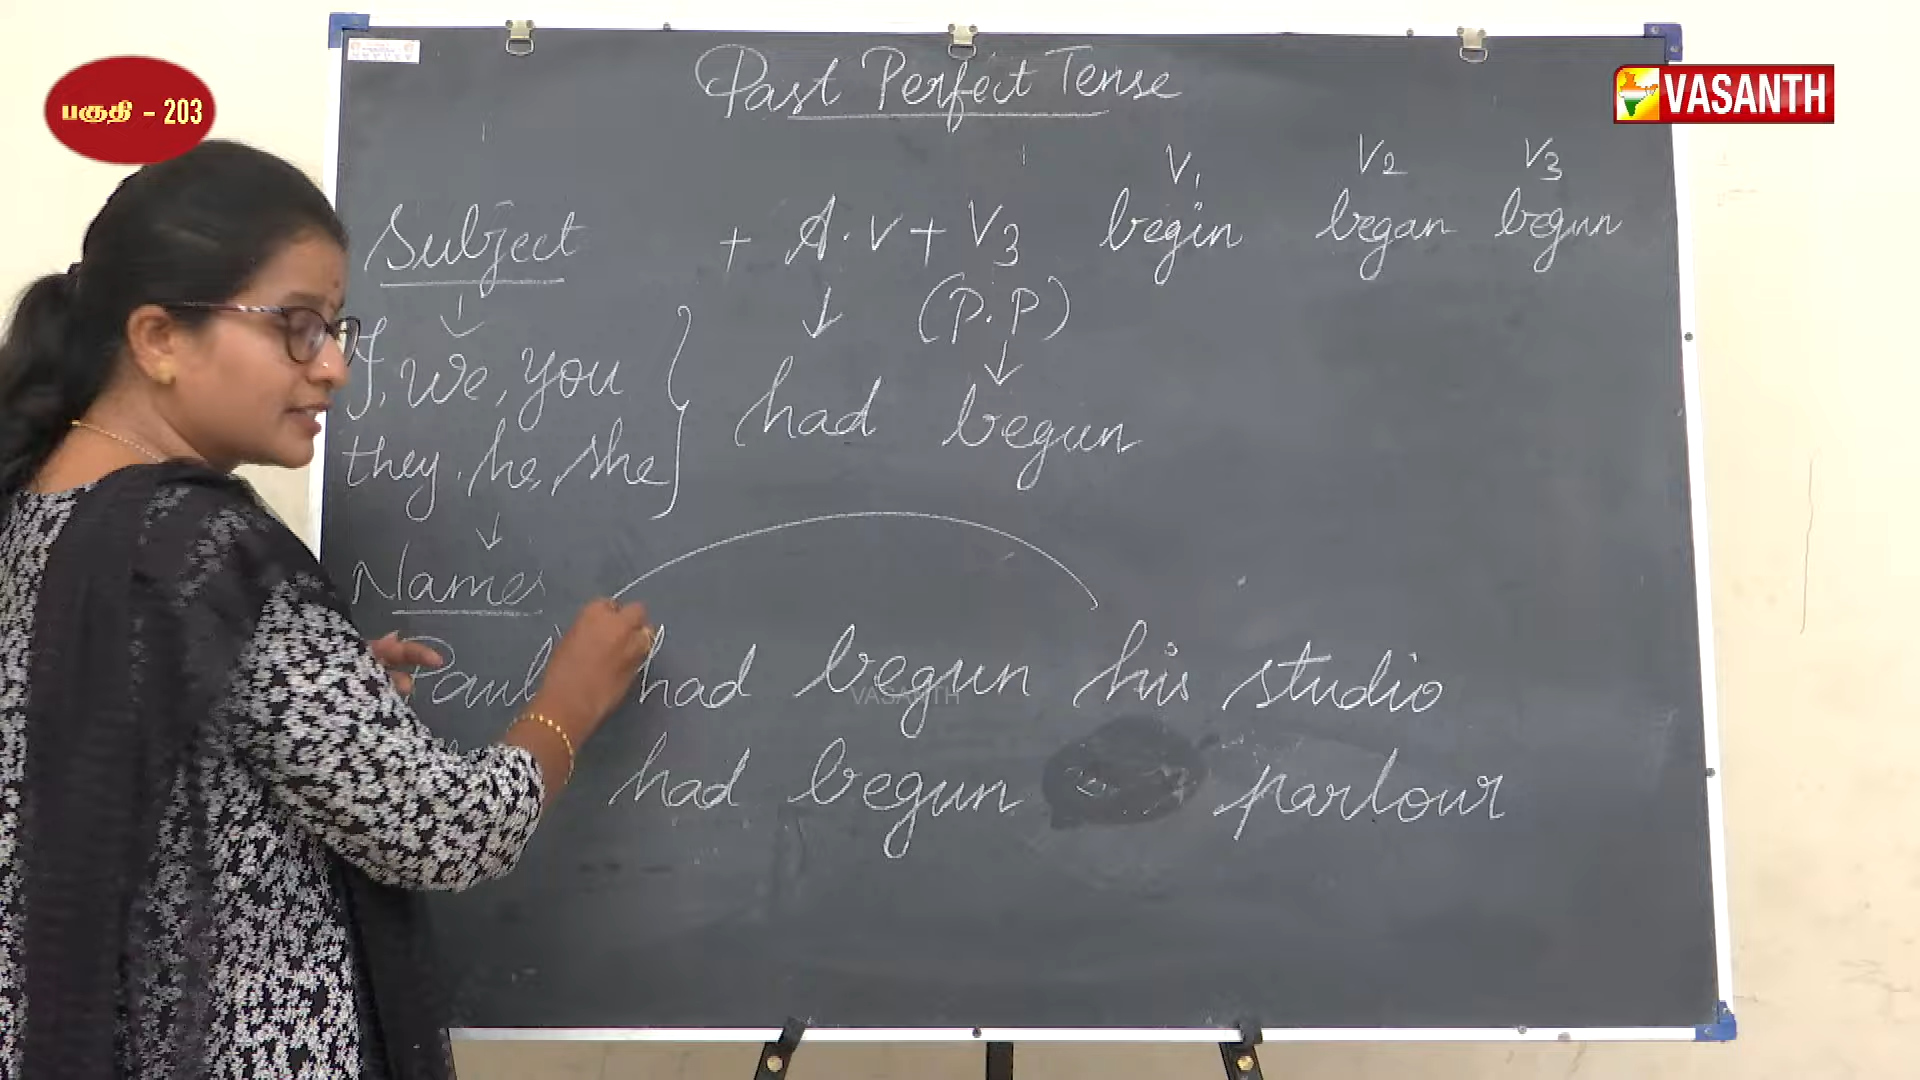 பகுதி - 203
VASANTH
Past Perfect Tense
V1 V2 V3
Subject + A.V + V3 begin began begun
(P.P)
I, We, you
had begun
they, he, she
Names
Paul had begun his studio
VASANTH
had begun parlour